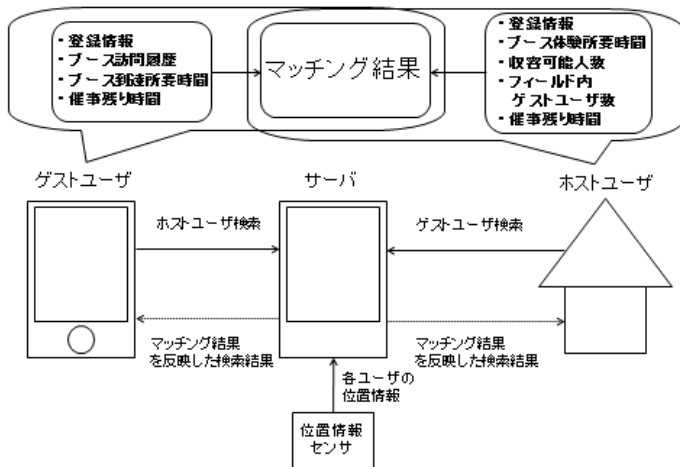 ・登録情報
・ブース訪問履歴
・ブース到達所要時間
・催事残り時間
マッチング結果
・登録情報
・ブース体験所要時間
・収容可能人数
・フィールド内
ゲストユーザ数
・催事残り時間
ゲストユーザ
サーバ
ホストユーザ
ホストユーザ検索
ゲストユーザ検索
マッチング結果
を反映した検索結果
マッチング結果
を反映した検索結果
各ユーザの
位置情報
位置情報
センサ